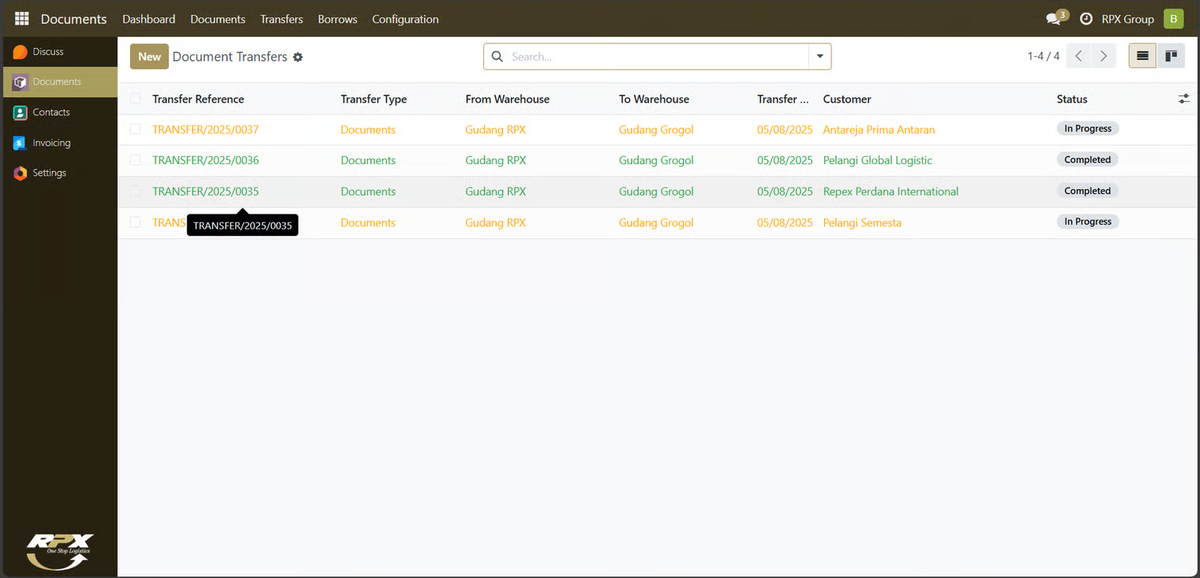 Documents Dashboard Documents Transfers Borrows Configuration 3 RPX Group B
Discuss
Documents
Contacts
Invoicing
Settings
New Document Transfers Search... 1-4 / 4
Transfer Reference Transfer Type From Warehouse To Warehouse Transfer ... Customer Status
TRANSFER/2025/0037 Documents Gudang RPX Gudang Grogol 05/08/2025 Antareja Prima Antaran In Progress
TRANSFER/2025/0036 Documents Gudang RPX Gudang Grogol 05/08/2025 Pelangi Global Logistic Completed
TRANSFER/2025/0035 Documents Gudang RPX Gudang Grogol 05/08/2025 Repex Perdana International Completed
TRANS Documents Gudang RPX Gudang Grogol 05/08/2025 Pelangi Semesta In Progress
TRANSFER/2025/0035
RPX
One Stop Logistics